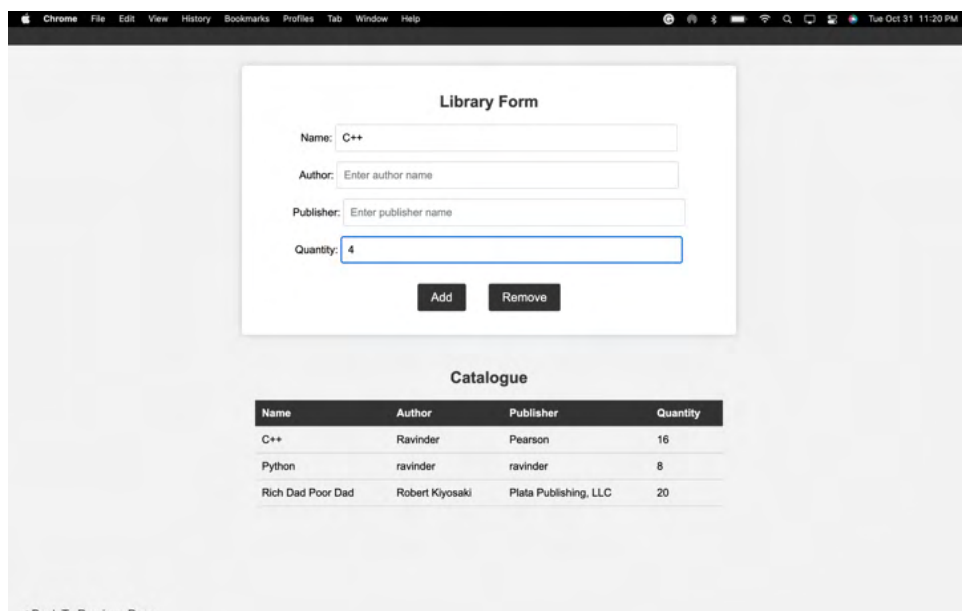 Chrome File Edit View History Bookmarks Profiles Tab Window Help Tue Oct 31 11:20 PM
Library Form
Name: C++
Author: Enter author name
Publisher: Enter publisher name
Quantity: 4
Add Remove
Catalogue
Name Author Publisher Quantity
C++ Ravinder Pearson 16
Python ravinder ravinder 8
Rich Dad Poor Dad Robert Kiyosaki Plata Publishing, LLC 20